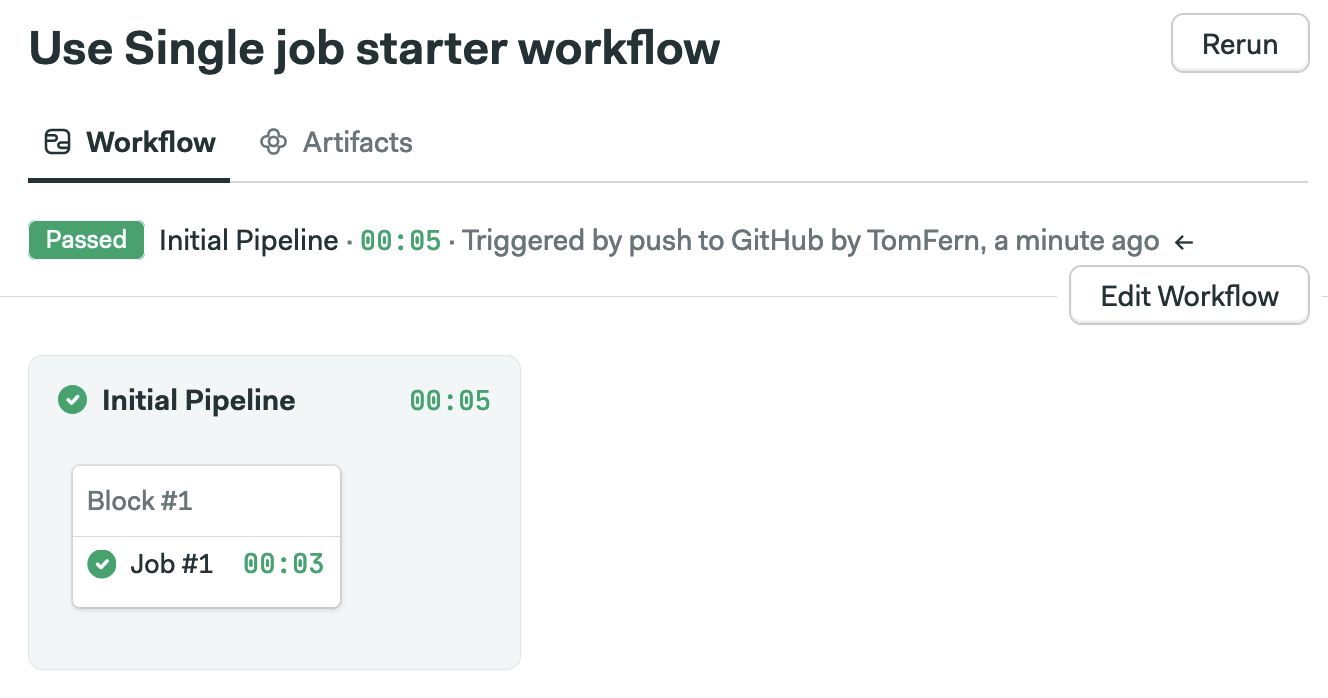 Use Single job starter workflow
Rerun
Workflow
Artifacts
Passed Initial Pipeline · 00:05 · Triggered by push to GitHub by TomFern, a minute ago ←
Edit Workflow
Initial Pipeline 00:05
Block #1
Job #1 00:03